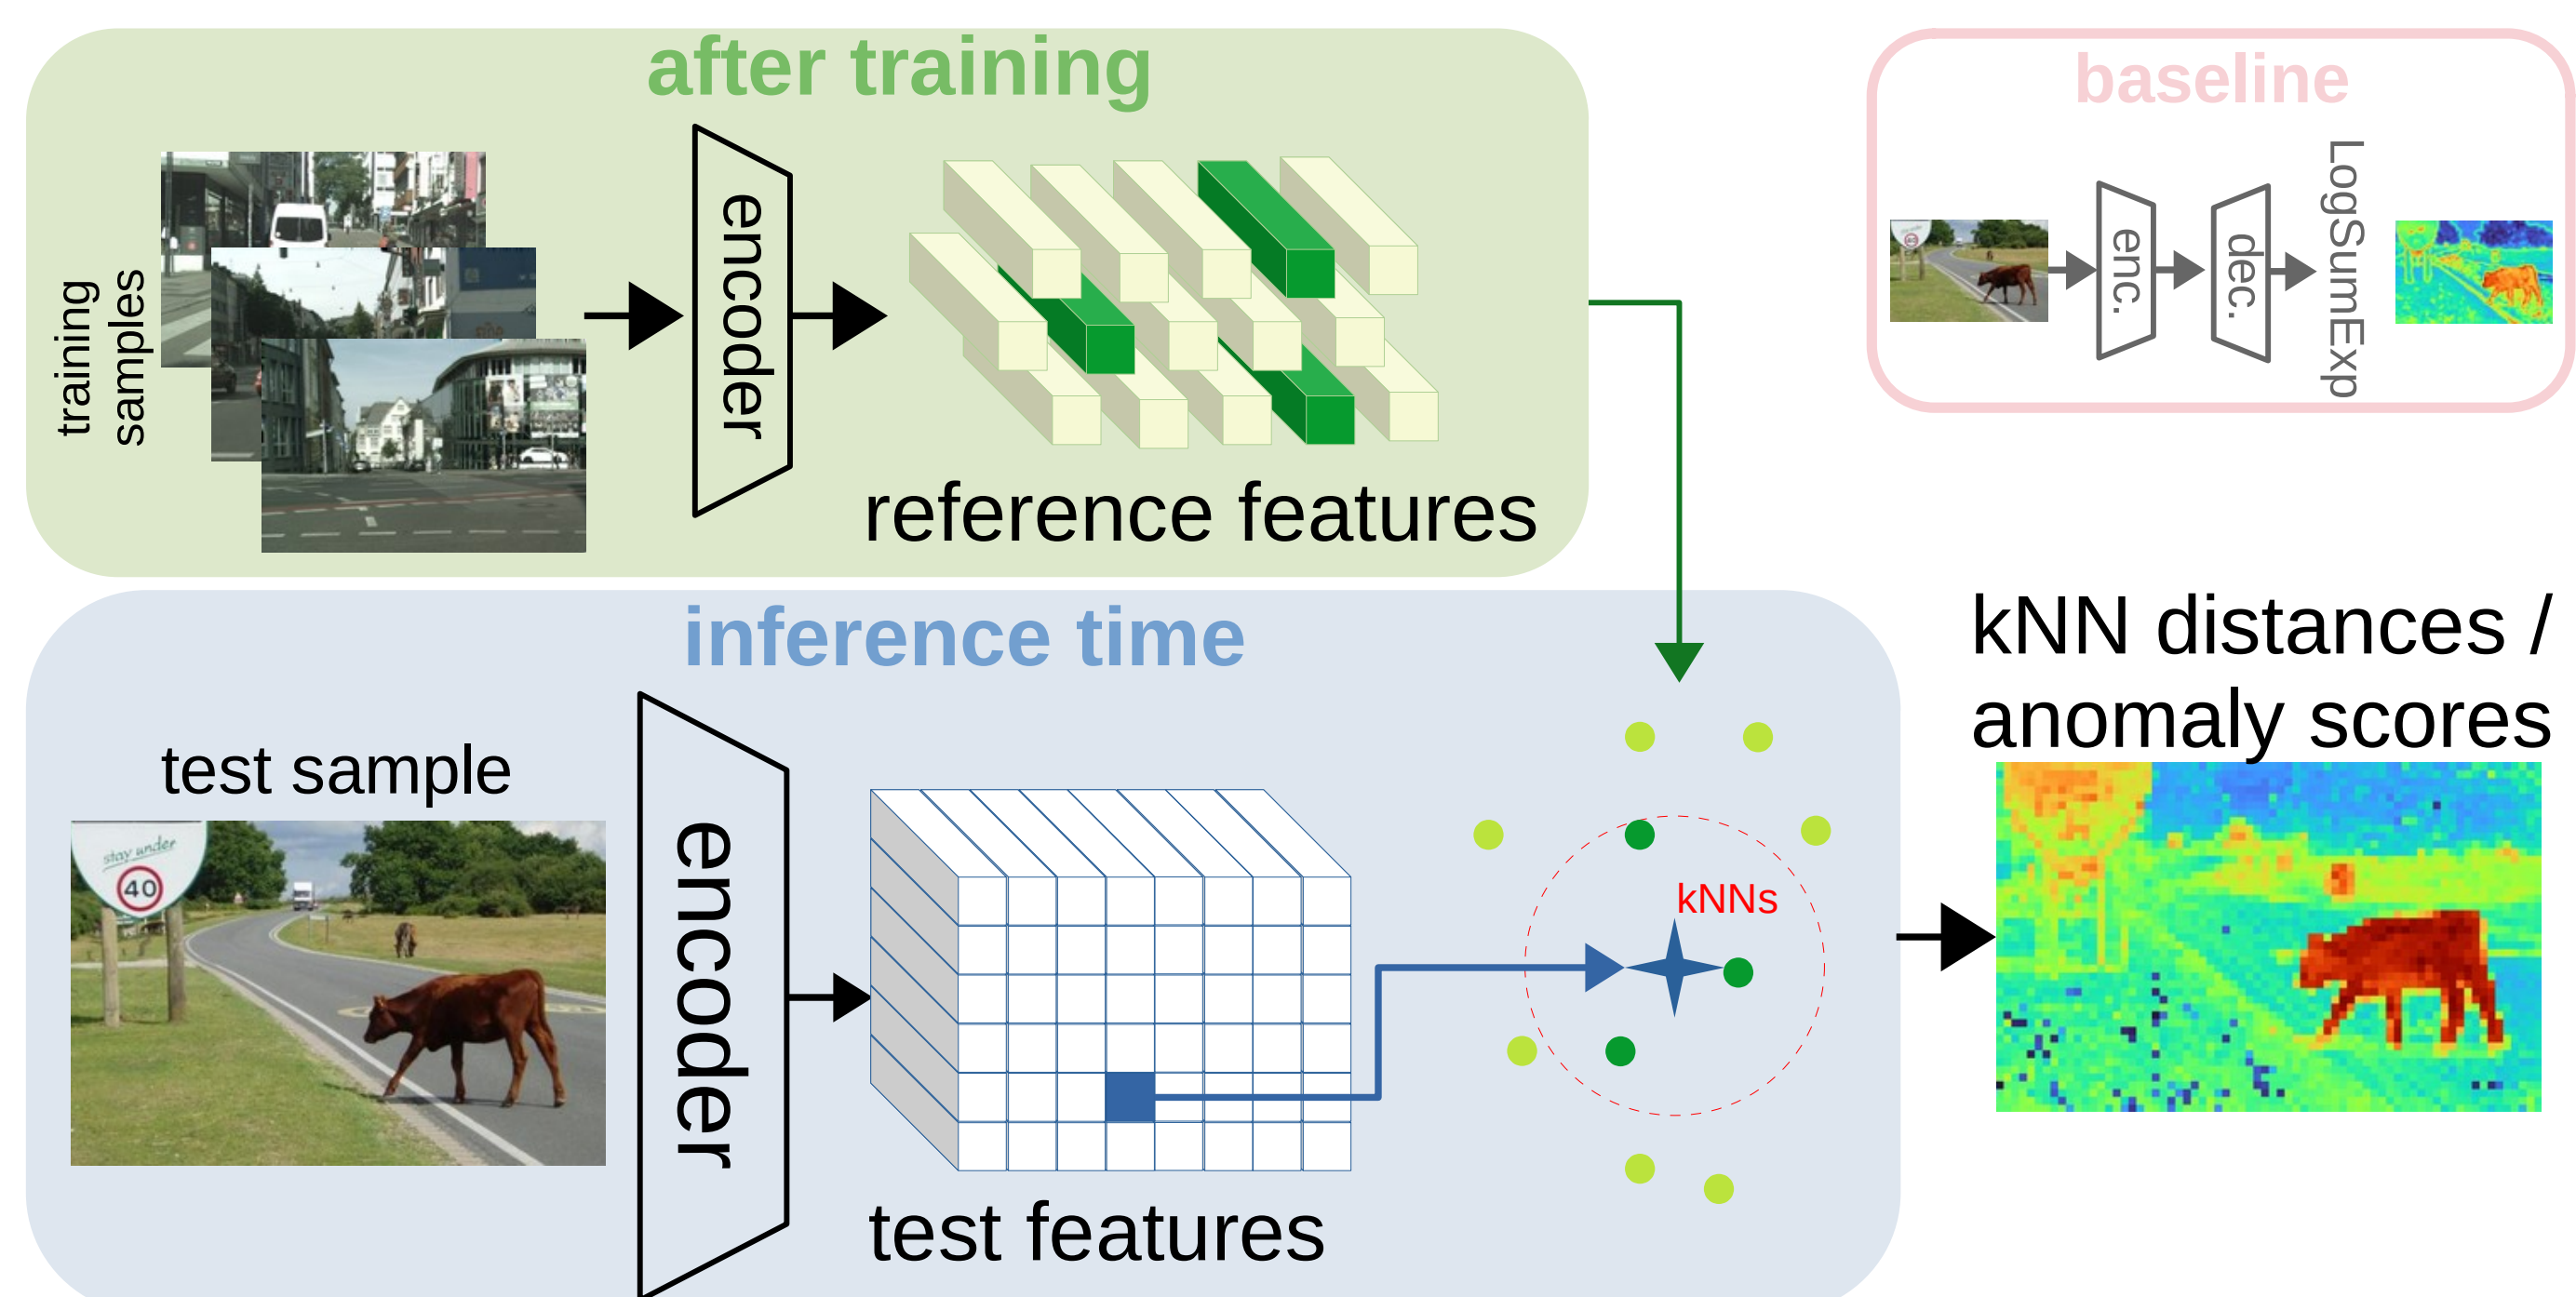 after training
training
samples
encoder
reference features
baseline
enc.
dec.
LogSumExp
inference time
test sample
stay under
40
encoder
test features
kNNs
kNN distances /
anomaly scores